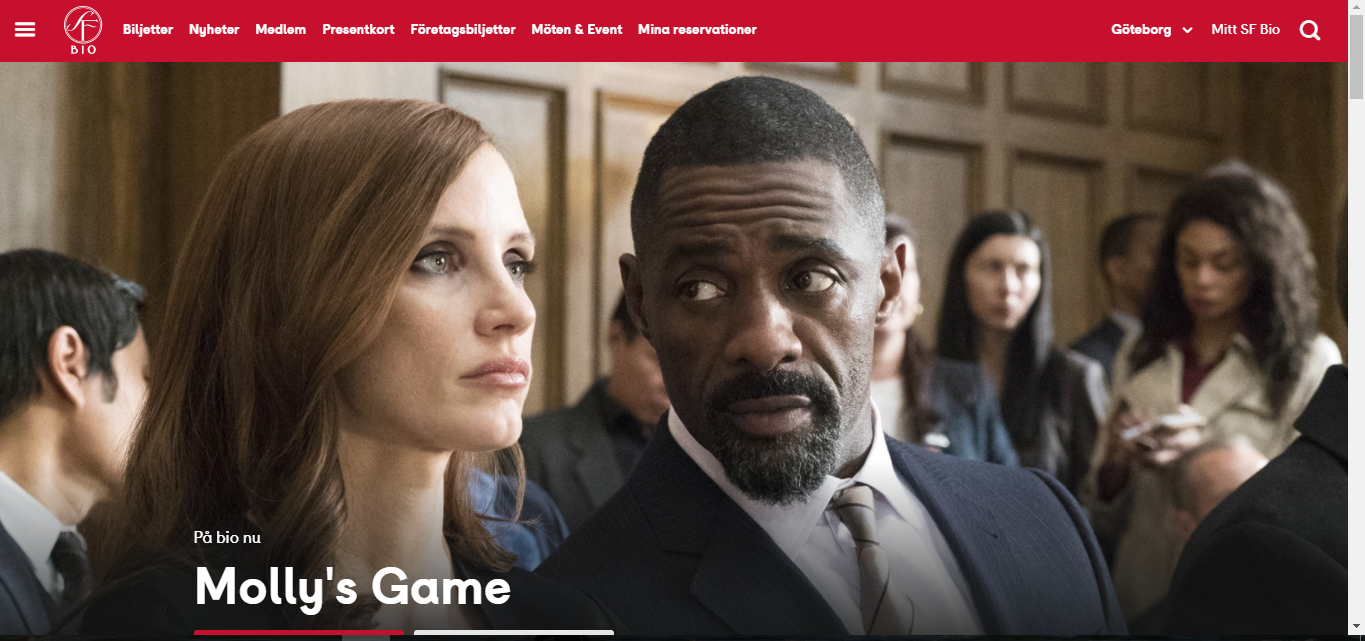 SF
BIO
Biljetter Nyheter Medlem Presentkort Företagsbiljetter Möten & Event Mina reservationer Göteborg Mitt SF Bio
På bio nu
Molly's Game